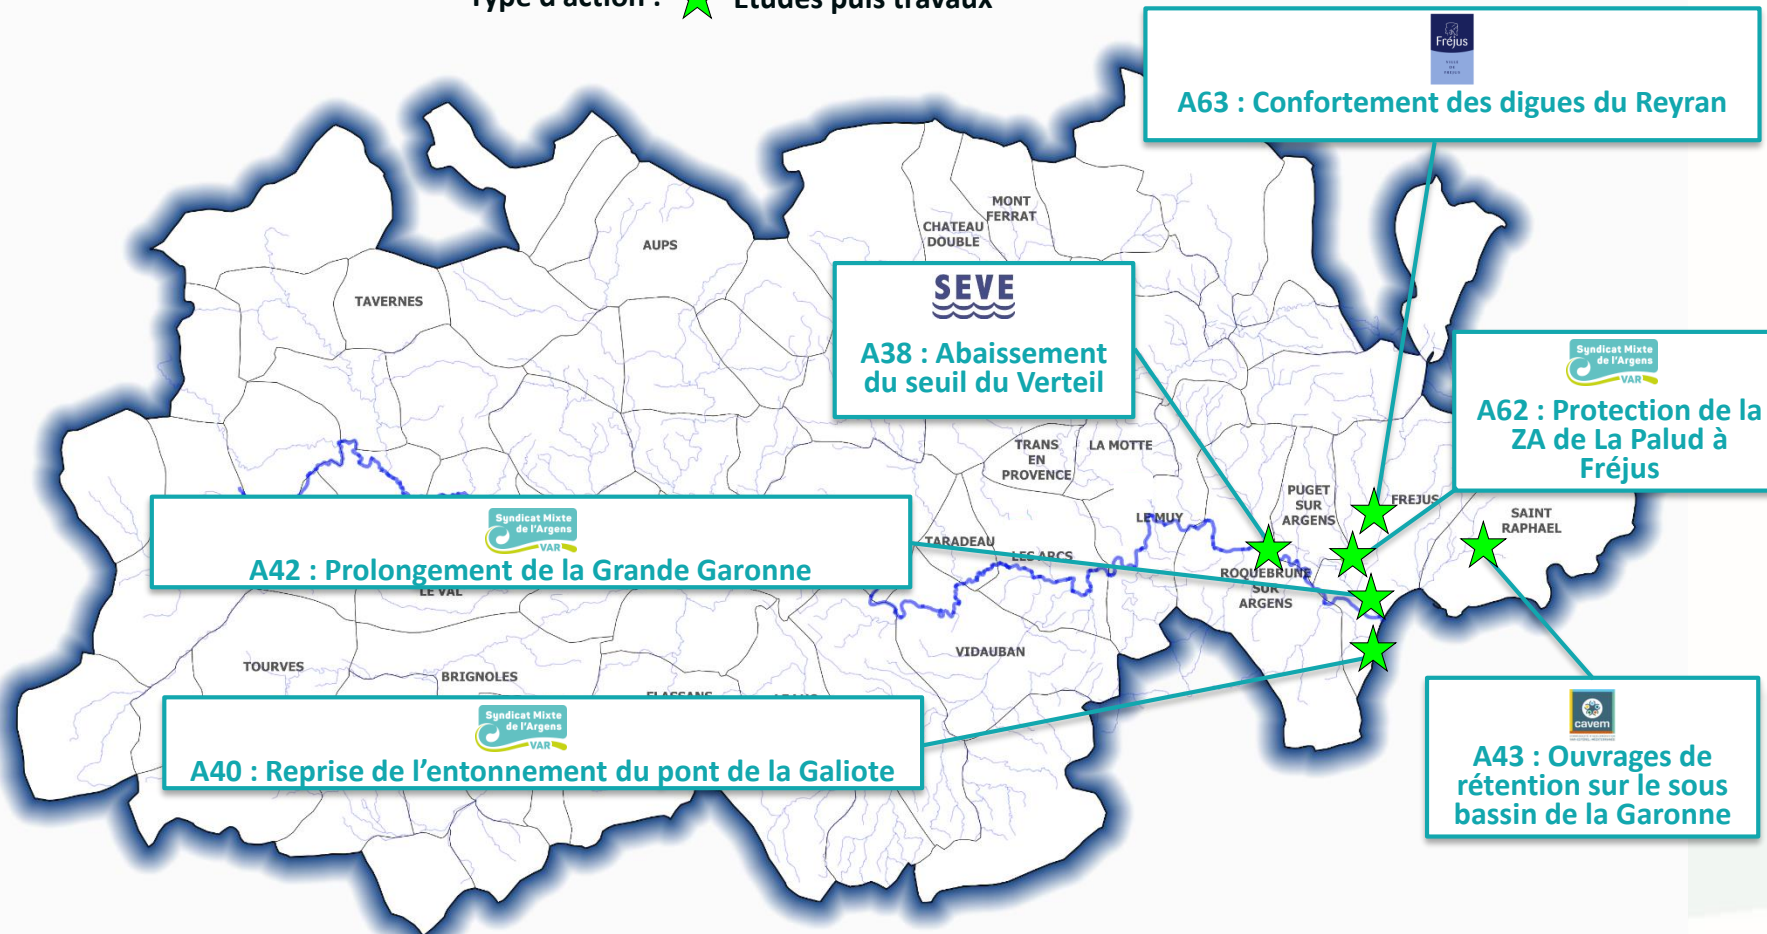 Type d'action : Etudes puis travaux
Fréjus
VILLE
DE
FREJUS
A63 : Confortement des digues du Reyran
MONT
FERRAT
CHATEAU
DOUBLE
AUPS
TAVERNES
SEVE
A38 : Abaissement
du seuil du Verteil
Syndicat Mixte
de l'Argens
VAR
A62 : Protection de la
ZA de La Palud à
Fréjus
TRANS
EN
PROVENCE
LA MOTTE
PUGET
SUR
ARGENS
FREJUS
SAINT
RAPHAEL
LE MUY
TARADEAU
LES ARCS
ROQUEBRUNE
SUR
ARGENS
Syndicat Mixte
de l'Argens
VAR
A42 : Prolongement de la Grande Garonne
LE VAL
VIDAUBAN
TOURVES
BRIGNOLES
FLASSANS
Syndicat Mixte
de l'Argens
VAR
A40 : Reprise de l’entonnement du pont de la Galiote
cavem
A43 : Ouvrages de
rétention sur le sous
bassin de la Garonne